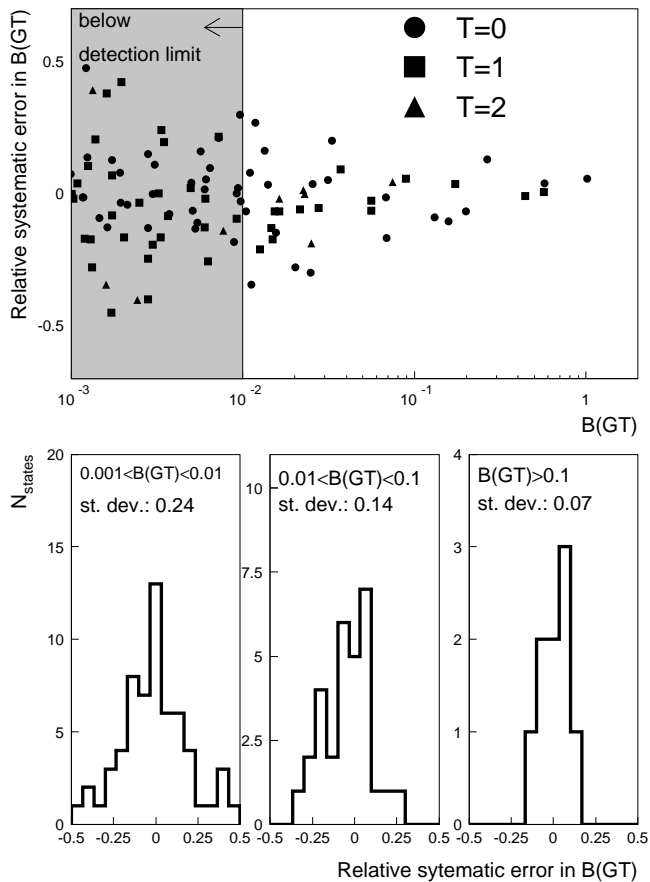 below
detection limit
T=0
T=1
T=2
Relative systematic error in B(GT)
0.5
0
-0.5
10^-3
10^-2
10^-1
1
B(GT)
N_states
20
15
10
5
0
0.001<B(GT)<0.01
st. dev.: 0.24
-0.5
-0.25
0
0.25
0.5
10
7.5
5
2.5
0
0.01<B(GT)<0.1
st. dev.: 0.14
-0.5
-0.25
0
0.25
0.5
4
3
2
1
0
B(GT)>0.1
st. dev.: 0.07
-0.5
-0.25
0
0.25
0.5
Relative sytematic error in B(GT)